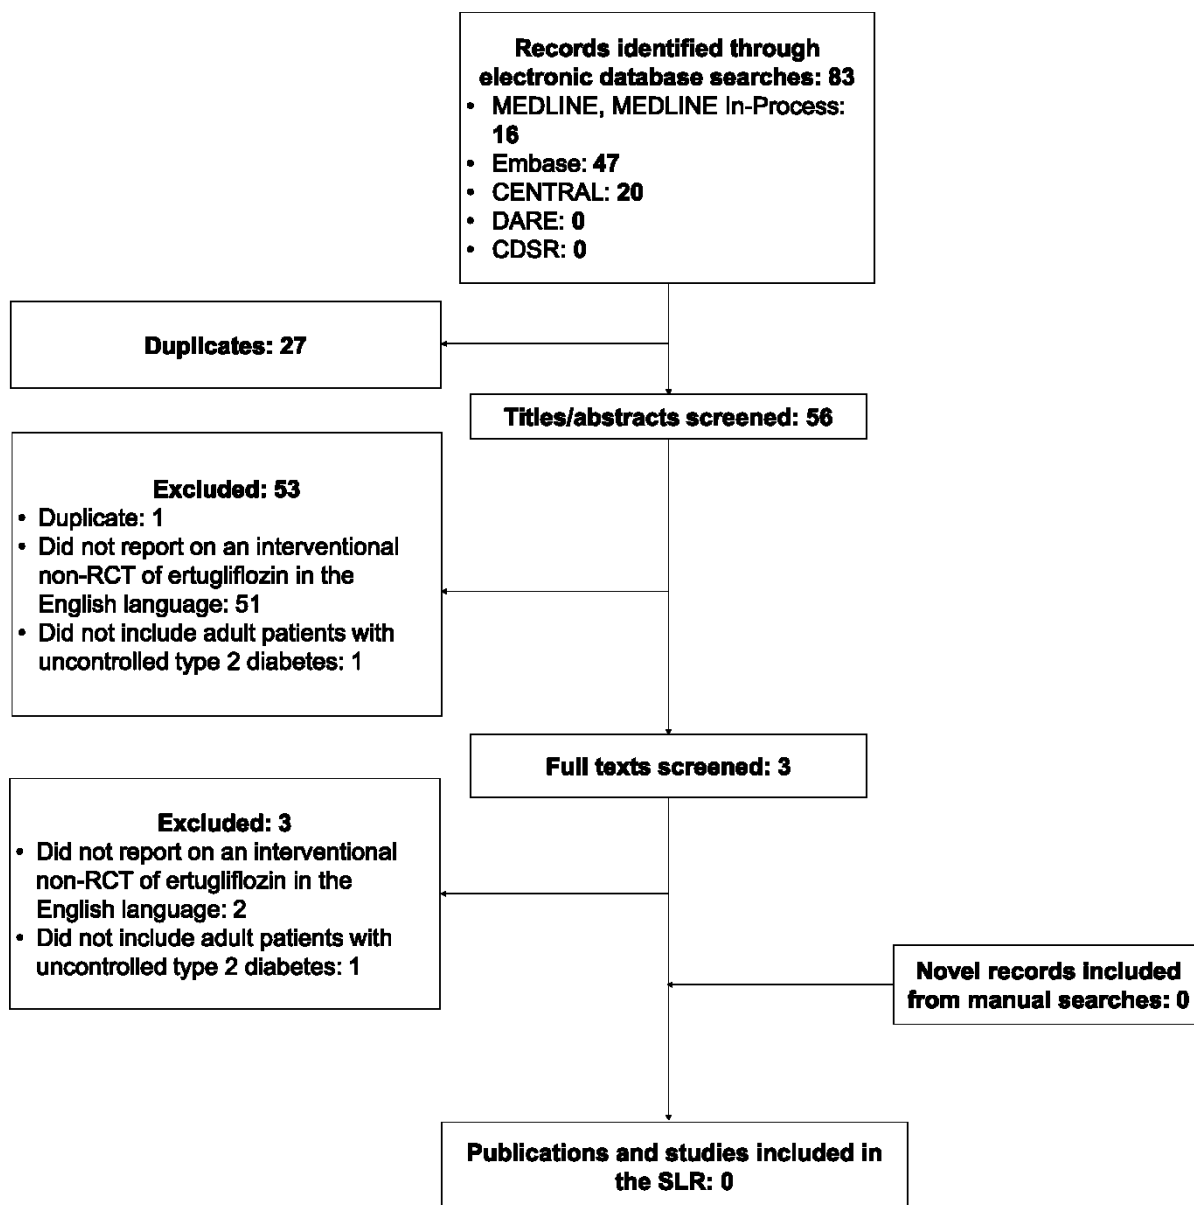 Records identified through
electronic database searches: 83
• MEDLINE, MEDLINE In-Process:
16
• Embase: 47
• CENTRAL: 20
• DARE: 0
• CDSR: 0
Duplicates: 27
Titles/abstracts screened: 56
Excluded: 53
• Duplicate: 1
• Did not report on an interventional
non-RCT of ertugliflozin in the
English language: 51
• Did not include adult patients with
uncontrolled type 2 diabetes: 1
Full texts screened: 3
Excluded: 3
• Did not report on an interventional
non-RCT of ertugliflozin in the
English language: 2
• Did not include adult patients with
uncontrolled type 2 diabetes: 1
Novel records included
from manual searches: 0
Publications and studies included in
the SLR: 0